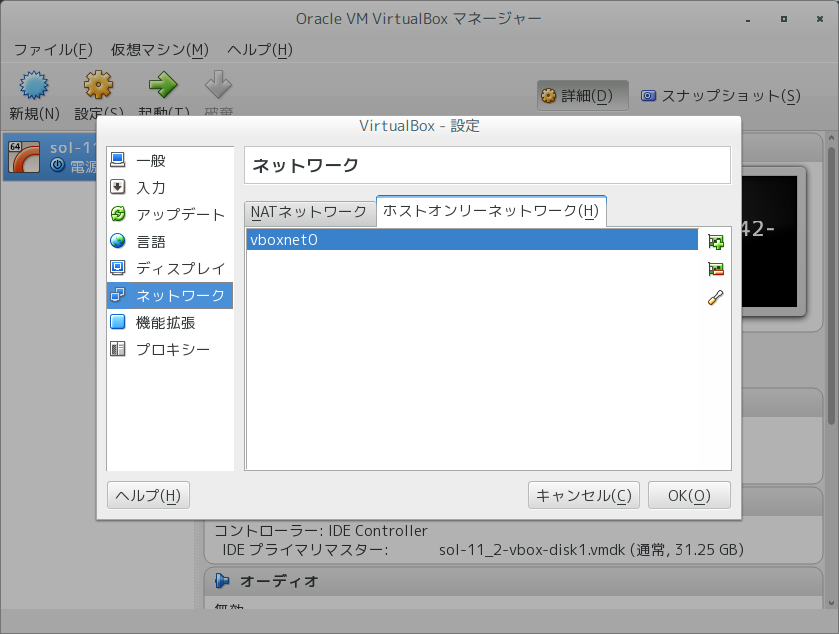 Oracle VM VirtualBox マネージャー
ファイル(F) 仮想マシン(M) ヘルプ(H)
新規(N) 設定(S) 起動(T) 破棄
詳細(D) スナップショット(S)
64 sol-11
電源
42-
VirtualBox - 設定
一般
入力
アップデート
言語
ディスプレイ
ネットワーク
機能拡張
プロキシー
ネットワーク
NATネットワーク ホストオンリーネットワーク(H)
vboxnet0
ヘルプ(H) キャンセル(C) OK(O)
コントローラー: IDE Controller
IDE プライマリマスター: sol-11_2-vbox-disk1.vmdk (通常, 31.25 GB)
オーディオ
無効